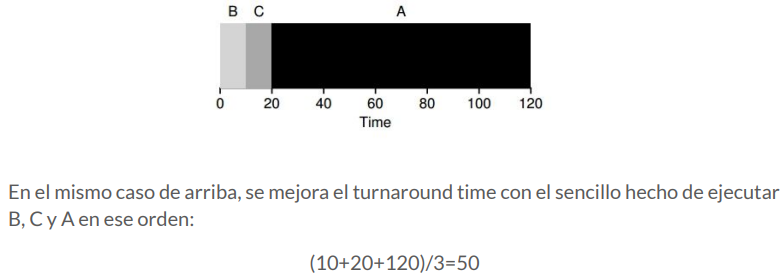 B C A
0 20 40 60 80 100 120
Time
En el mismo caso de arriba, se mejora el turnaround time con el sencillo hecho de ejecutar
B, C y A en ese orden:
(10+20+120)/3=50